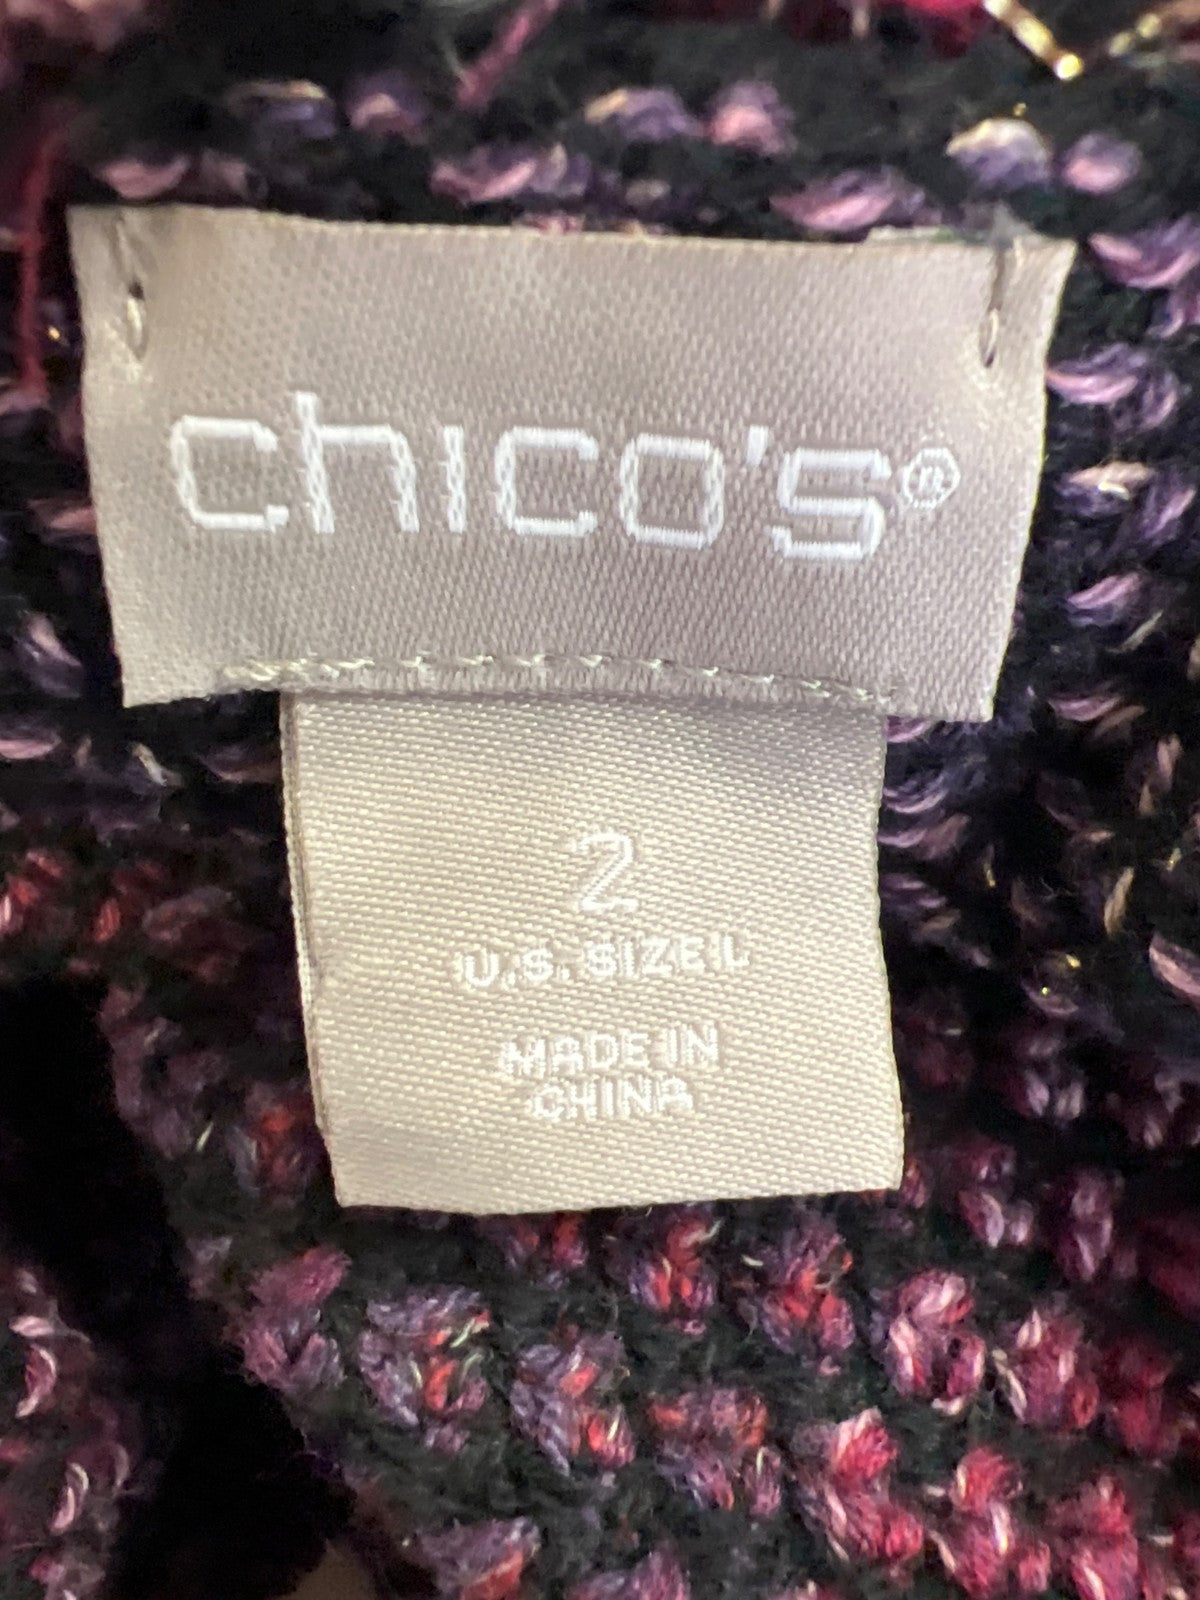 chico's®
2
U.S. SIZE L
MADE IN
CHINA